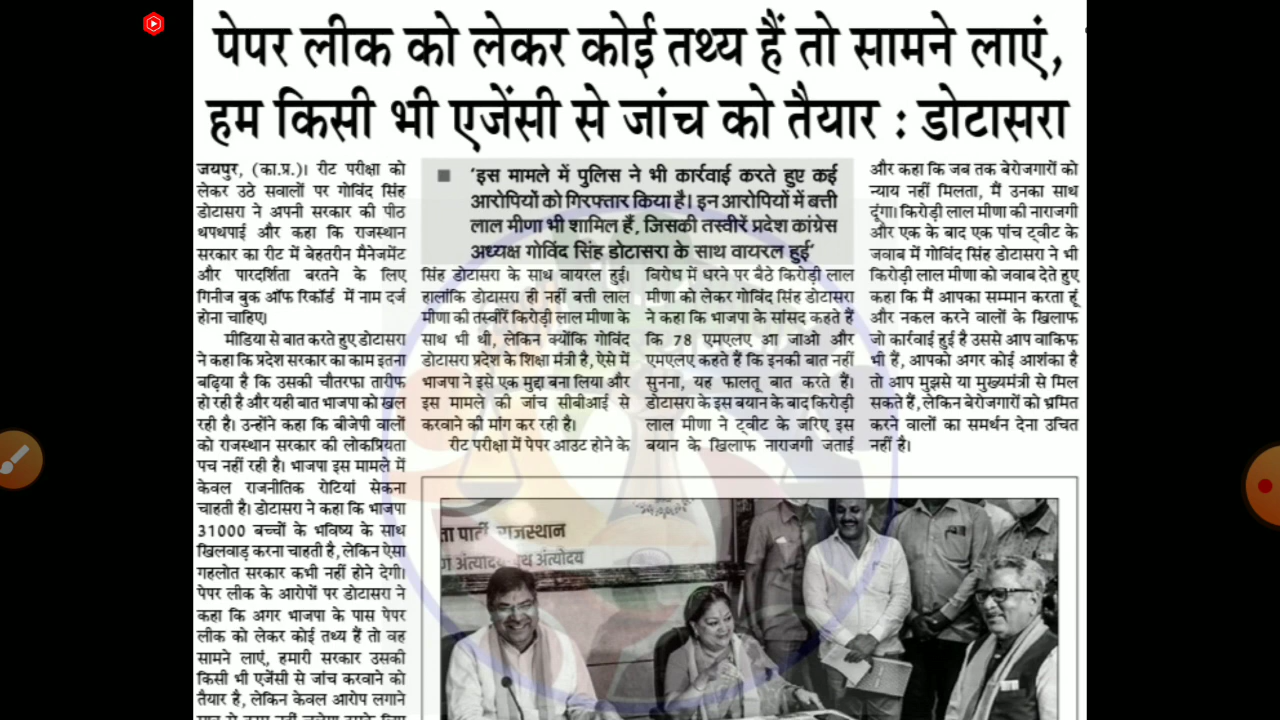 पेपर लीक को लेकर कोई तथ्य हैं तो सामने लाएं,
हम किसी भी एजेंसी से जांच को तैयार : डोटासरा
जयपुर, (का.प्र.)। रीट परीक्षा को
लेकर उठे सवालों पर गोविंद सिंह
डोटासरा ने अपनी सरकार की पीठ
थपथपाई और कहा कि राजस्थान
सरकार का रीट में बेहतरीन मैनेजमेंट
और पारदर्शिता बरतने के लिए
गिनीज बुक ऑफ रिकॉर्ड में नाम दर्ज
होना चाहिए।
मीडिया से बात करते हुए डोटासरा
ने कहा कि प्रदेश सरकार का काम इतना
बढ़िया है कि उसकी चौतरफा तारीफ
हो रही है और यही बात भाजपा को खल
रही है। उन्होंने कहा कि बीजेपी वालों
को राजस्थान सरकार की लोकप्रियता
पच नहीं रही है। भाजपा इस मामले में
केवल राजनीतिक रोटियां सेकना
चाहती है। डोटासरा ने कहा कि भाजपा
31000 बच्चों के भविष्य के साथ
खिलवाड़ करना चाहती है, लेकिन ऐसा
गहलोत सरकार कभी नहीं होने देगी।
पेपर लीक के आरोपों पर डोटासरा ने
कहा कि अगर भाजपा के पास पेपर
लीक को लेकर कोई तथ्य हैं तो वह
सामने लाएं, हमारी सरकार उसकी
किसी भी एजेंसी से जांच करवाने को
तैयार है, लेकिन केवल आरोप लगाने
■ 'इस मामले में पुलिस ने भी कार्रवाई करते हुए कई
आरोपियों को गिरफ्तार किया है। इन आरोपियों में बत्ती
लाल मीणा भी शामिल हैं, जिसकी तस्वीरें प्रदेश कांग्रेस
अध्यक्ष गोविंद सिंह डोटासरा के साथ वायरल हुई'
सिंह डोटासरा के साथ वायरल हुई।
हालांकि डोटासरा ही नहीं बत्ती लाल
मीणा की तस्वीरें किरोड़ी लाल मीणा के
साथ भी थी, लेकिन क्योंकि गोविंद
डोटासरा प्रदेश के शिक्षा मंत्री है, ऐसे में
भाजपा ने इसे एक मुद्दा बना लिया और
इस मामले की जांच सीबीआई से
करवाने की मांग कर रही है।
रीट परीक्षा में पेपर आउट होने के
विरोध में धरने पर बैठे किरोड़ी लाल
मीणा को लेकर गोविंद सिंह डोटासरा
ने कहा कि भाजपा के सांसद कहते हैं
कि 78 एमएलए आ जाओ और
एमएलए कहते हैं कि इनकी बात नहीं
सुनना, यह फालतू बात करते हैं।
डोटासरा के इस बयान के बाद किरोड़ी
लाल मीणा ने ट्वीट के जरिए इस
बयान के खिलाफ नाराजगी जताई
और कहा कि जब तक बेरोजगारों को
न्याय नहीं मिलता, मैं उनका साथ
दूंगा। किरोड़ी लाल मीणा की नाराजगी
और एक के बाद एक पांच ट्वीट के
जवाब में गोविंद सिंह डोटासरा ने भी
किरोड़ी लाल मीणा को जवाब देते हुए
कहा कि मैं आपका सम्मान करता हूं
और नकल करने वालों के खिलाफ
जो कार्रवाई हुई है उससे आप वाकिफ
भी हैं, आपको अगर कोई आशंका है
तो आप मुझसे या मुख्यमंत्री से मिल
सकते हैं, लेकिन बेरोजगारों को भ्रमित
करने वालों का समर्थन देना उचित
नहीं है।
ता पार्टी, राजस्थान
अंत्योदय